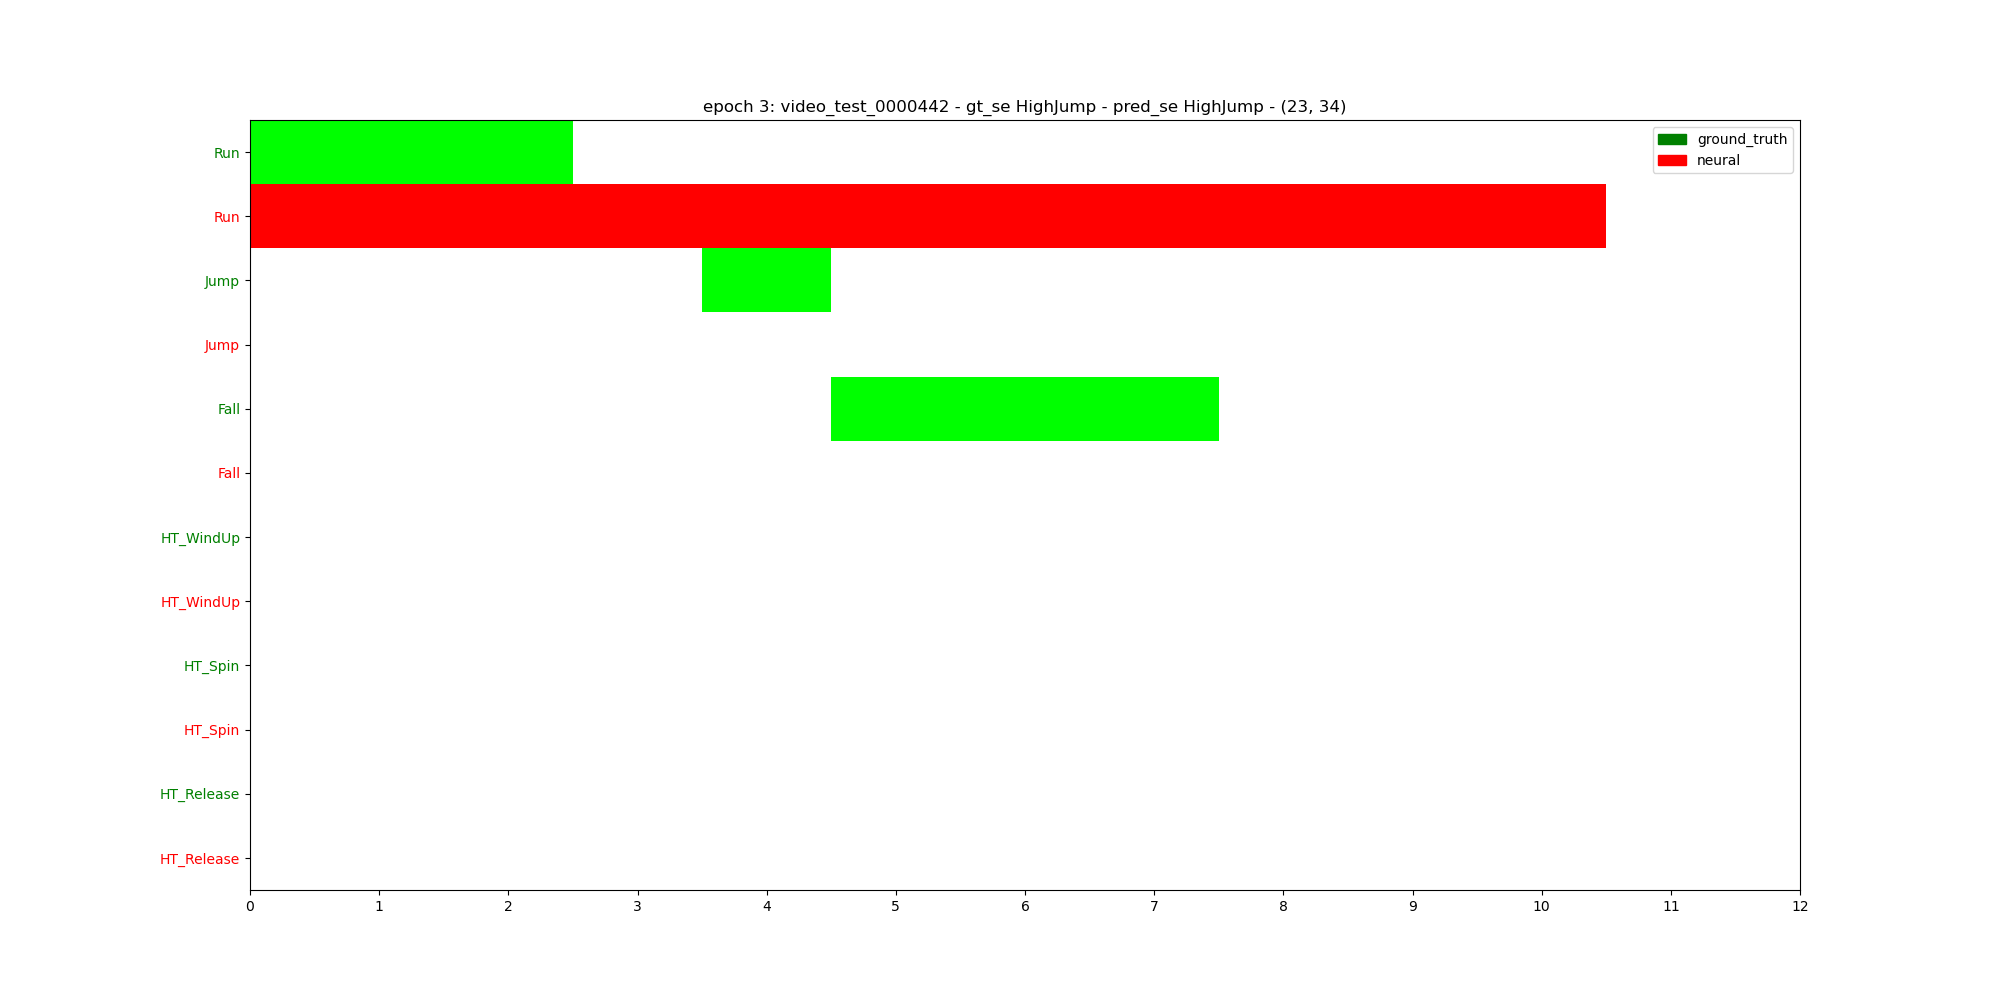 epoch 3: video_test_0000442 - gt_se HighJump - pred_se HighJump - (23, 34)
ground_truth
neural
Run
Run
Jump
Jump
Fall
Fall
HT_WindUp
HT_WindUp
HT_Spin
HT_Spin
HT_Release
HT_Release
0 1 2 3 4 5 6 7 8 9 10 11 12